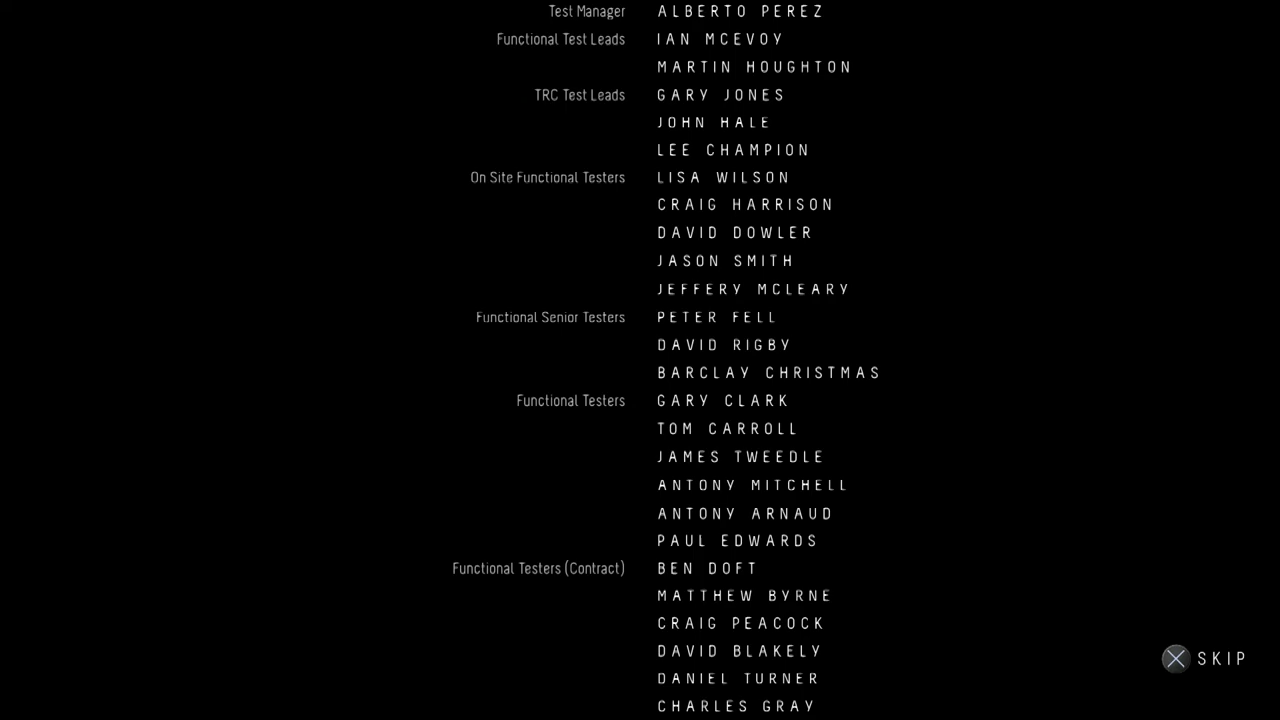 Test Manager ALBERTO PEREZ
Functional Test Leads IAN MCEVOY
MARTIN HOUGHTON
TRC Test Leads GARY JONES
JOHN HALE
LEE CHAMPION
On Site Functional Testers LISA WILSON
CRAIG HARRISON
DAVID DOWLER
JASON SMITH
JEFFERY MCLEARY
Functional Senior Testers PETER FELL
DAVID RIGBY
BARCLAY CHRISTMAS
Functional Testers GARY CLARK
TOM CARROLL
JAMES TWEEDLE
ANTONY MITCHELL
ANTONY ARNAUD
PAUL EDWARDS
Functional Testers (Contract) BEN DOFT
MATTHEW BYRNE
CRAIG PEACOCK
DAVID BLAKELY
SKIP
DANIEL TURNER
CHARLES GRAY